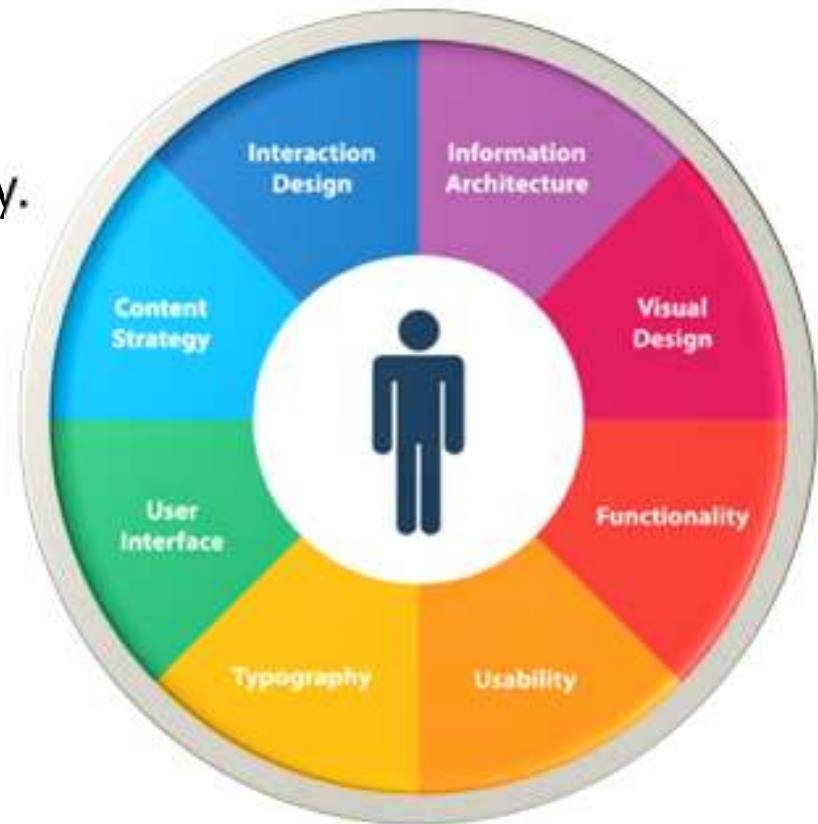 y.
Interaction
Design
Information
Architecture
Visual
Design
Functionality
Usability
Typography
User
Interface
Content
Strategy